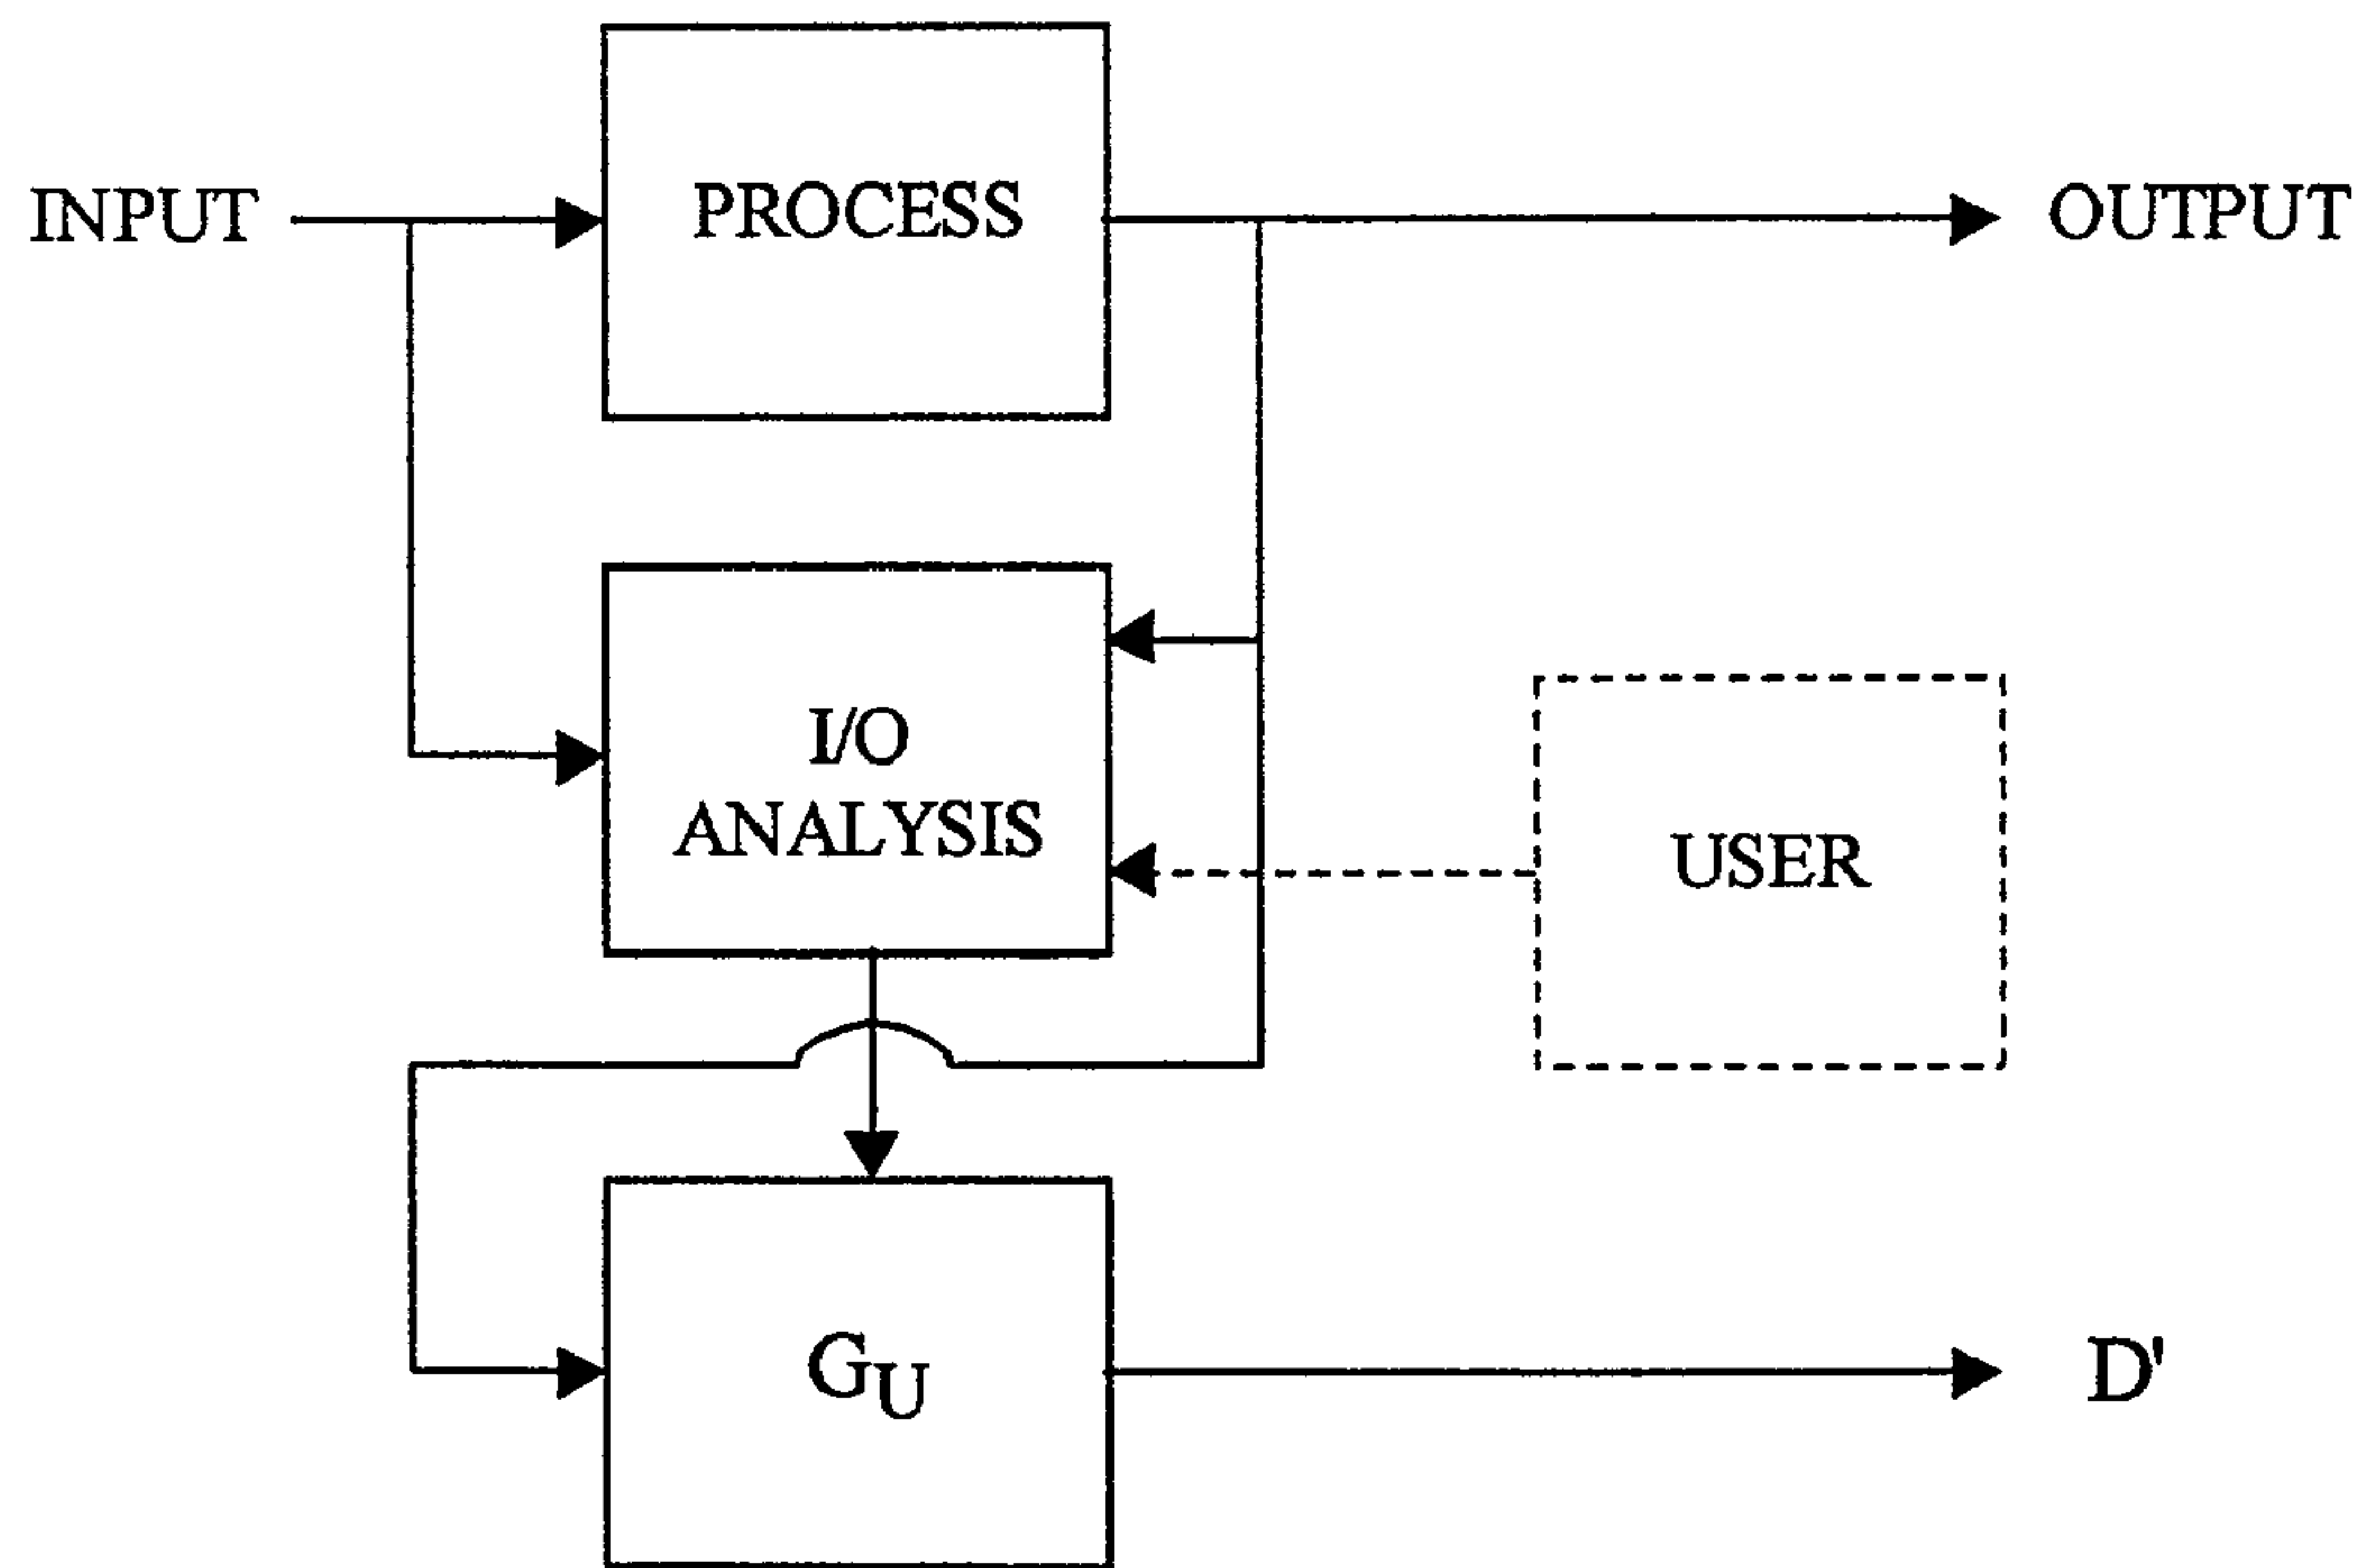 INPUT
PROCESS
OUTPUT
I/O
ANALYSIS
USER
GU
D'